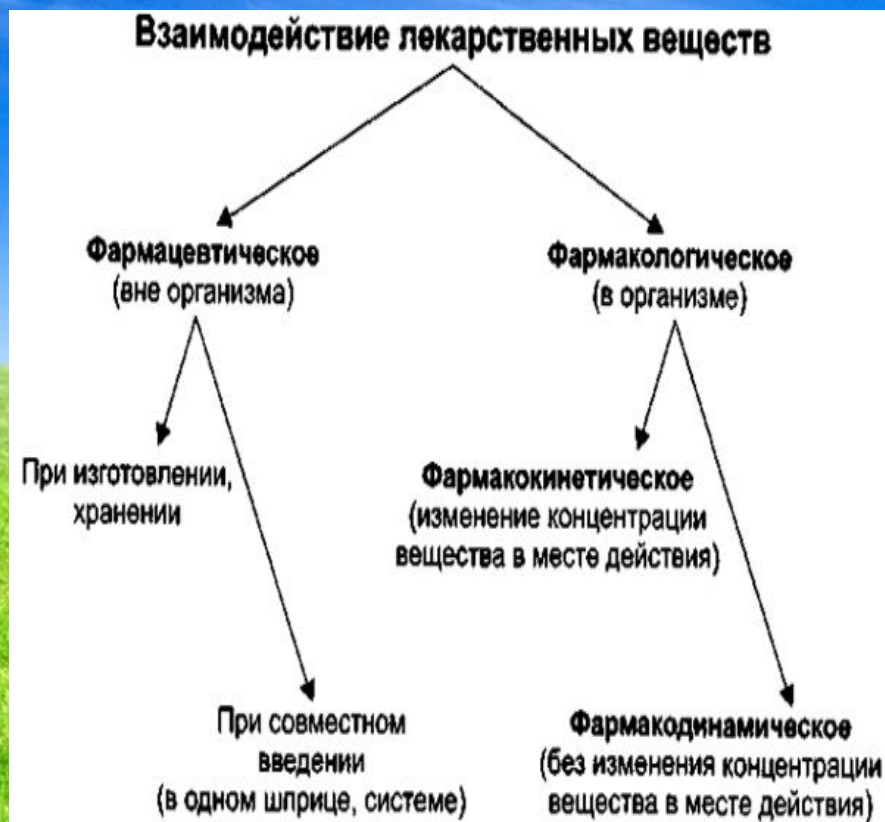 Взаимодействие лекарственных веществ
Фармацевтическое
(вне организма)
Фармакологическое
(в организме)
При изготовлении,
хранении
Фармакокинетическое
(изменение концентрации
вещества в месте действия)
При совместном
введении
(в одном шприце, системе)
Фармакодинамическое
(без изменения концентрации
вещества в месте действия)